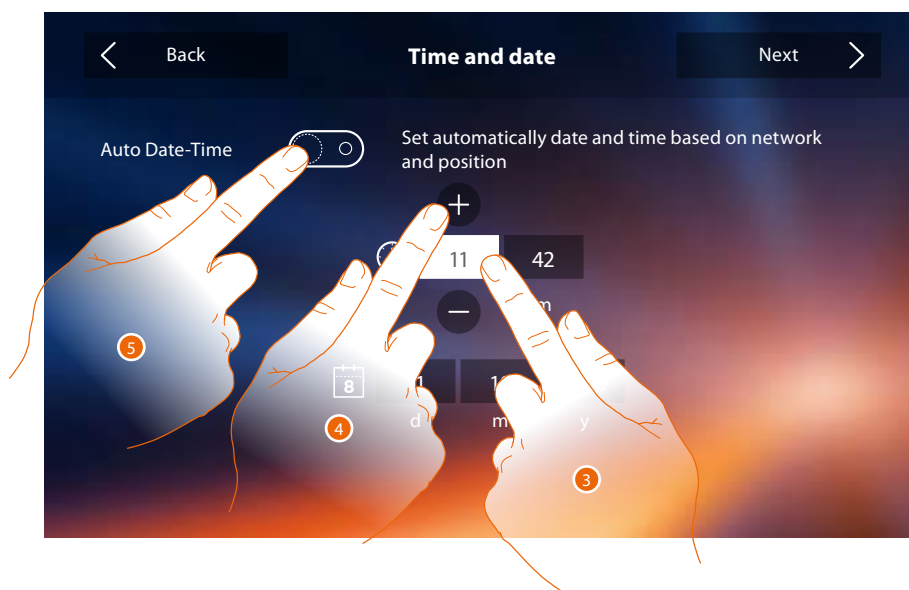 Back
Time and date
Next
Auto Date-Time
Set automatically date and time based on network
and position
11
42
m
5
8
4
d
m
y
3